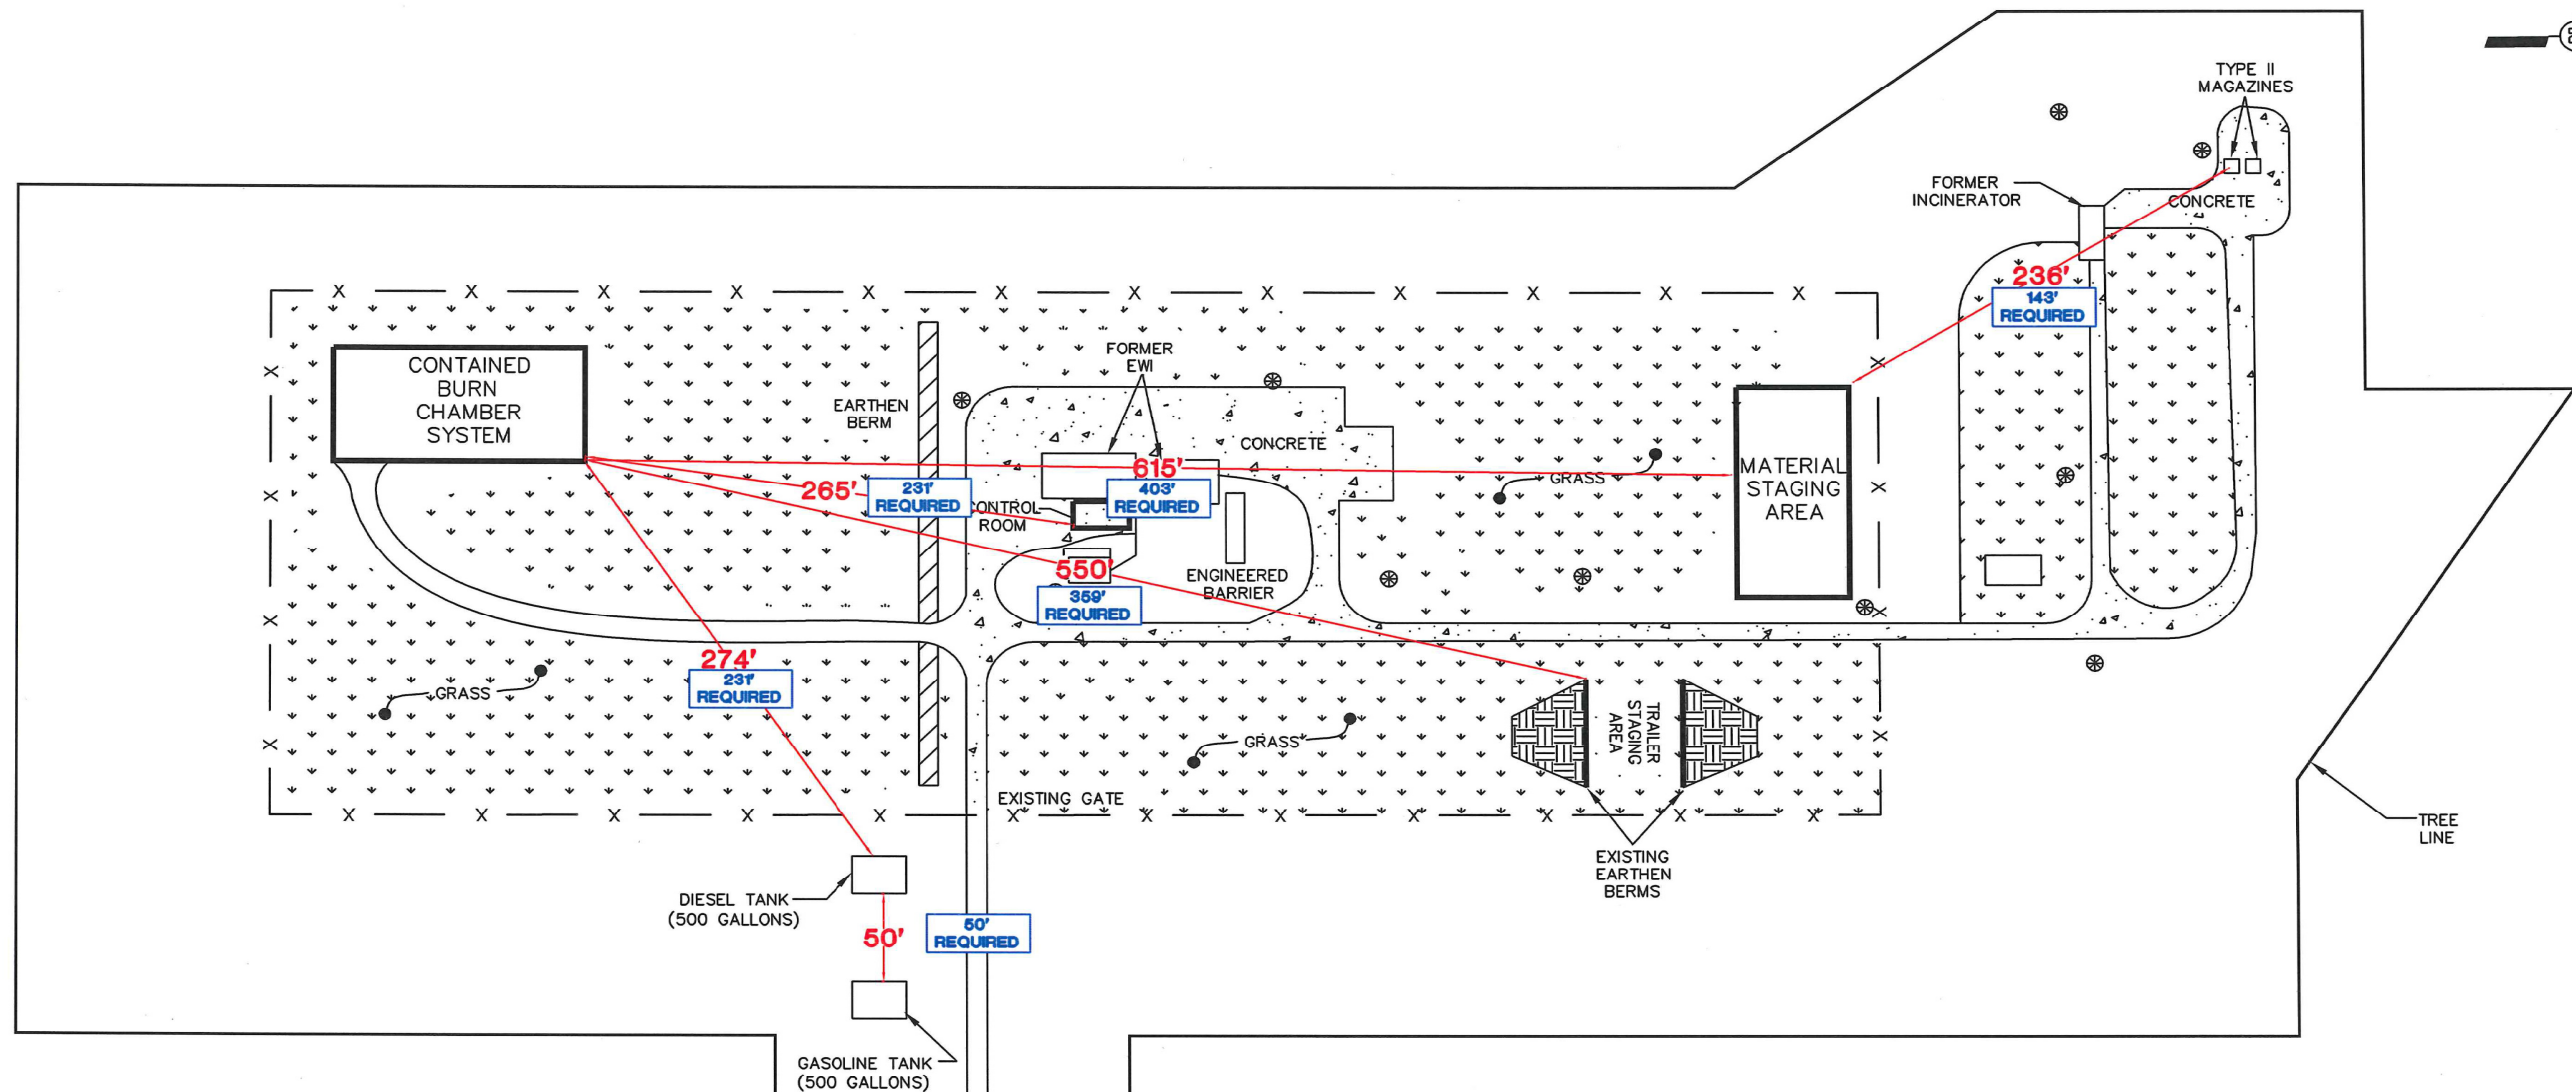 TYPE II
MAGAZINES
FORMER
INCINERATOR
CONCRETE
236'
143'
REQUIRED
X X X X X X X X X X X X
CONTAINED
BURN
CHAMBER
SYSTEM
EARTHEN
BERM
FORMER
EWI
CONCRETE
615'
403'
REQUIRED
265'
231'
REQUIRED
CONTROL
ROOM
GRASS
MATERIAL
STAGING
AREA
550'
359'
REQUIRED
ENGINEERED
BARRIER
X
X
X
X
X
X
X
X
274'
231'
REQUIRED
GRASS
GRASS
TRAILER
STAGING
AREA
EXISTING GATE
X X X X X X X X X X X X
TREE
LINE
EXISTING
EARTHEN
BERMS
DIESEL TANK
(500 GALLONS)
50'
50'
REQUIRED
GASOLINE TANK
(500 GALLONS)